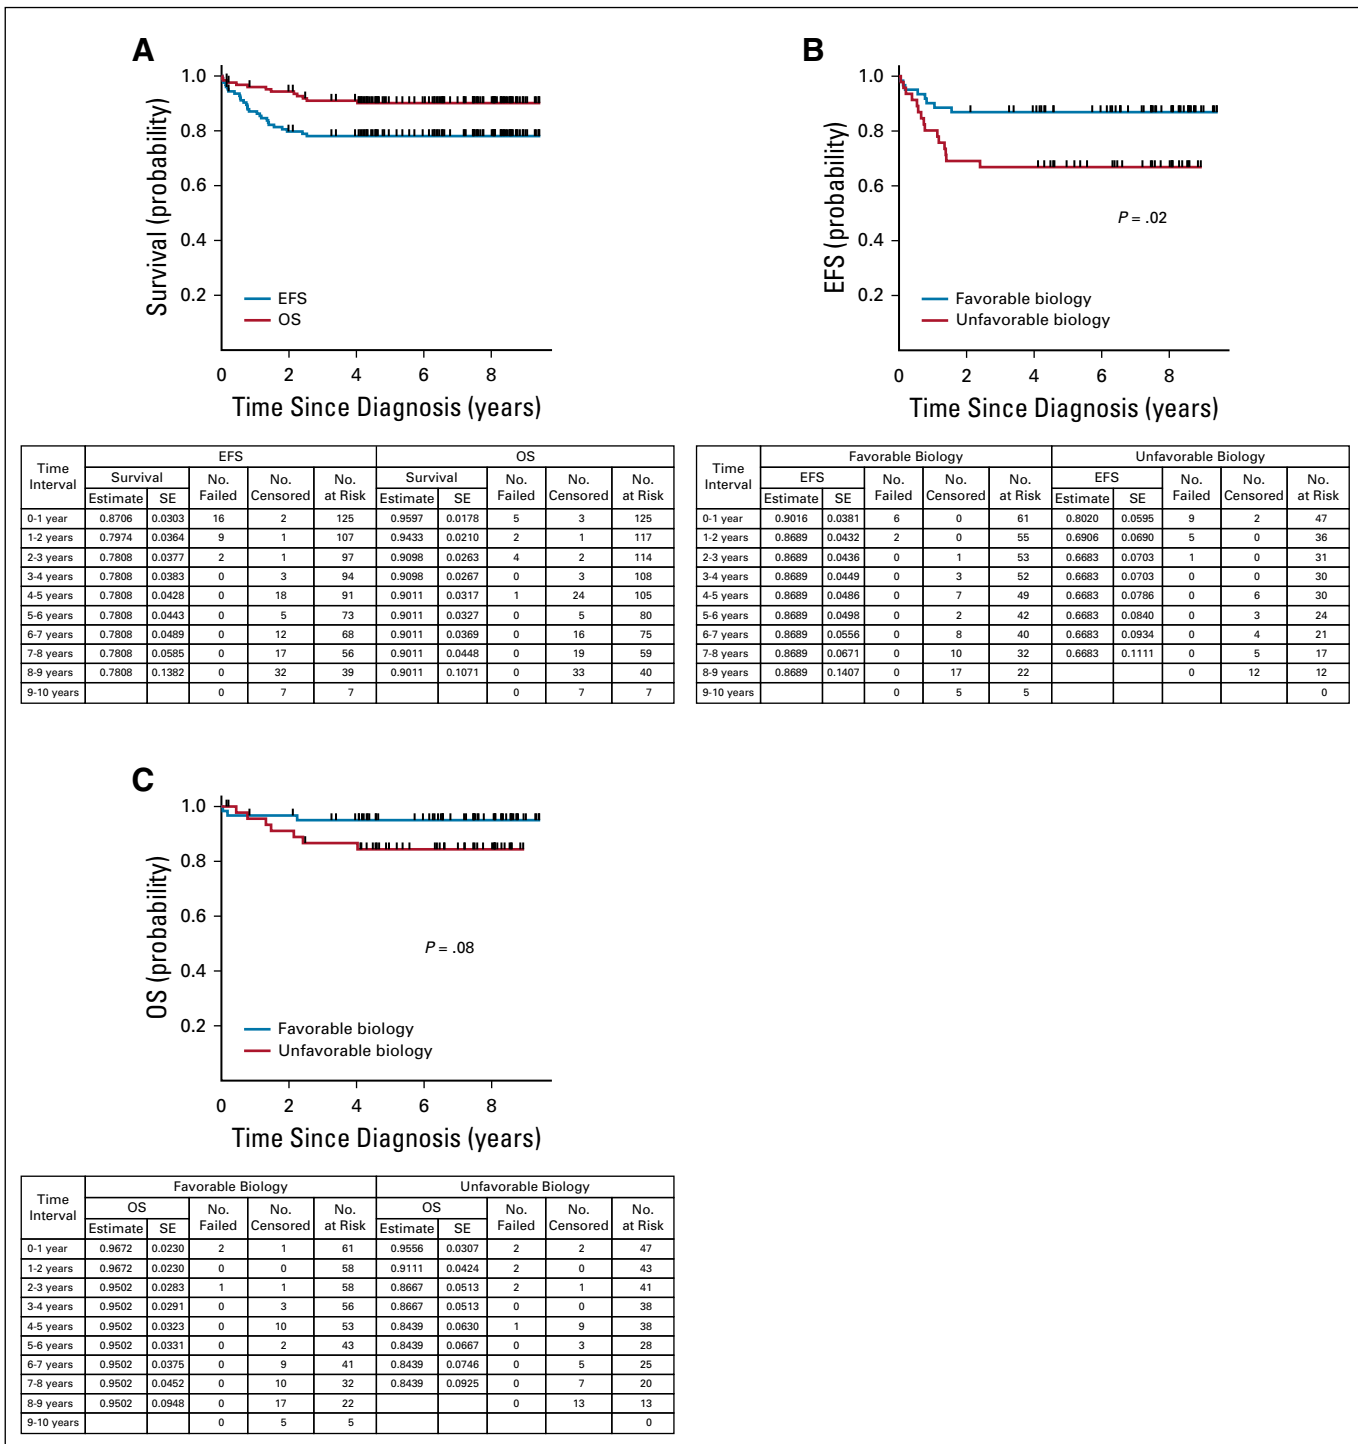 A
1.0
0.8
0.6
0.4
0.2
Survival (probability)
EFS
OS
0 2 4 6 8
Time Since Diagnosis (years)
Time Interval EFS OS
Survival No. Failed No. Censored No. at Risk Survival No. Failed No. Censored No. at Risk
Estimate SE Estimate SE
0-1 year 0.8706 0.0303 16 2 125 0.9597 0.0178 5 3 125
1-2 years 0.7974 0.0364 9 1 107 0.9433 0.0210 2 1 117
2-3 years 0.7808 0.0377 2 1 97 0.9098 0.0263 4 2 114
3-4 years 0.7808 0.0383 0 3 94 0.9098 0.0267 0 3 108
4-5 years 0.7808 0.0428 0 18 91 0.9011 0.0317 1 24 105
5-6 years 0.7808 0.0443 0 5 73 0.9011 0.0327 0 5 80
6-7 years 0.7808 0.0489 0 12 68 0.9011 0.0369 0 16 75
7-8 years 0.7808 0.0585 0 17 56 0.9011 0.0448 0 19 59
8-9 years 0.7808 0.1382 0 32 39 0.9011 0.1071 0 33 40
9-10 years 0 7 7 0 7 7
B
1.0
0.8
0.6
0.4
0.2
EFS (probability)
P = .02
Favorable biology
Unfavorable biology
0 2 4 6 8
Time Since Diagnosis (years)
Time Interval Favorable Biology Unfavorable Biology
EFS No. Failed No. Censored No. at Risk EFS No. Failed No. Censored No. at Risk
Estimate SE Estimate SE
0-1 year 0.9016 0.0381 6 0 61 0.8020 0.0595 9 2 47
1-2 years 0.8689 0.0432 2 0 55 0.6906 0.0690 5 0 36
2-3 years 0.8689 0.0436 0 1 53 0.6683 0.0703 1 0 31
3-4 years 0.8689 0.0449 0 3 52 0.6683 0.0703 0 0 30
4-5 years 0.8689 0.0486 0 7 49 0.6683 0.0786 0 6 30
5-6 years 0.8689 0.0498 0 2 42 0.6683 0.0840 0 3 24
6-7 years 0.8689 0.0556 0 8 40 0.6683 0.0934 0 4 21
7-8 years 0.8689 0.0671 0 10 32 0.6683 0.1111 0 5 17
8-9 years 0.8689 0.1407 0 17 22 0 12 12
9-10 years 0 5 5 0
C
1.0
0.8
0.6
0.4
0.2
OS (probability)
P = .08
Favorable biology
Unfavorable biology
0 2 4 6 8
Time Since Diagnosis (years)
Time Interval Favorable Biology Unfavorable Biology
OS No. Failed No. Censored No. at Risk OS No. Failed No. Censored No. at Risk
Estimate SE Estimate SE
0-1 year 0.9672 0.0230 2 1 61 0.9556 0.0307 2 2 47
1-2 years 0.9672 0.0230 0 0 58 0.9111 0.0424 2 0 43
2-3 years 0.9502 0.0283 1 1 58 0.8667 0.0513 2 1 41
3-4 years 0.9502 0.0291 0 3 56 0.8667 0.0513 0 0 38
4-5 years 0.9502 0.0323 0 10 53 0.8439 0.0630 1 9 38
5-6 years 0.9502 0.0331 0 2 43 0.8439 0.0667 0 3 28
6-7 years 0.9502 0.0375 0 9 41 0.8439 0.0746 0 5 25
7-8 years 0.9502 0.0452 0 10 32 0.8439 0.0925 0 7 20
8-9 years 0.9502 0.0948 0 17 22 0 13 13
9-10 years 0 5 5 0